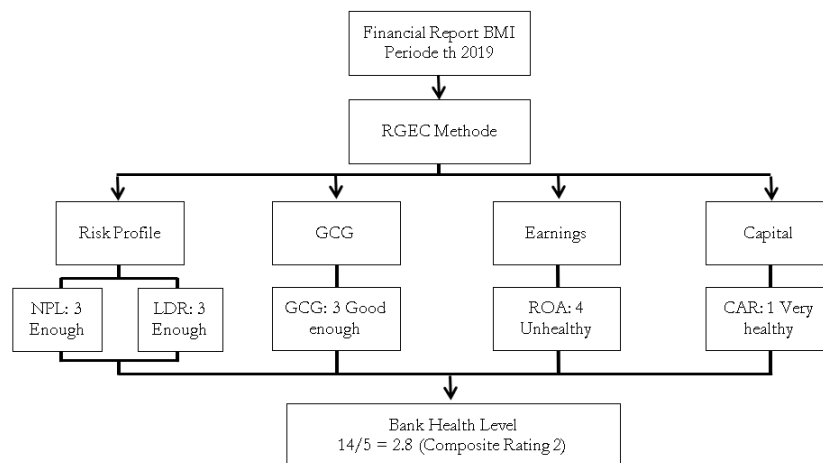 Financial Report BMI
Periode th 2019
RGEC Methode
Risk Profile
GCG
Earnings
Capital
NPL: 3
Enough
LDR: 3
Enough
GCG: 3 Good
enough
ROA: 4
Unhealthy
CAR: 1 Very
healthy
Bank Health Level
14/5 = 2.8 (Composite Rating 2)